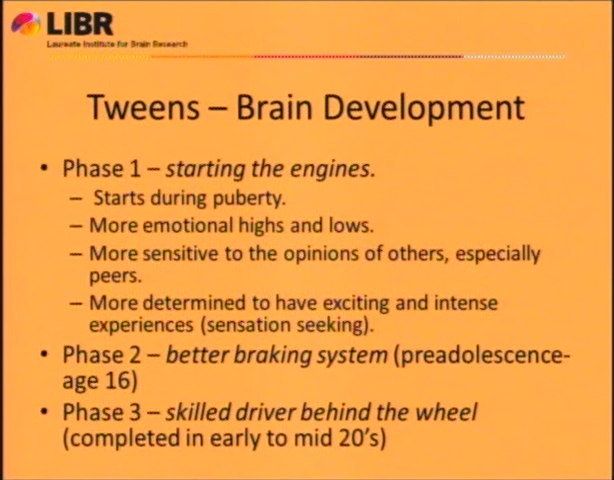 LIBR
Laureate Institute for Brain Research
Tweens – Brain Development
• Phase 1 – starting the engines.
– Starts during puberty.
– More emotional highs and lows.
– More sensitive to the opinions of others, especially
peers.
– More determined to have exciting and intense
experiences (sensation seeking).
• Phase 2 – better braking system (preadolescence-
age 16)
• Phase 3 – skilled driver behind the wheel
(completed in early to mid 20's)